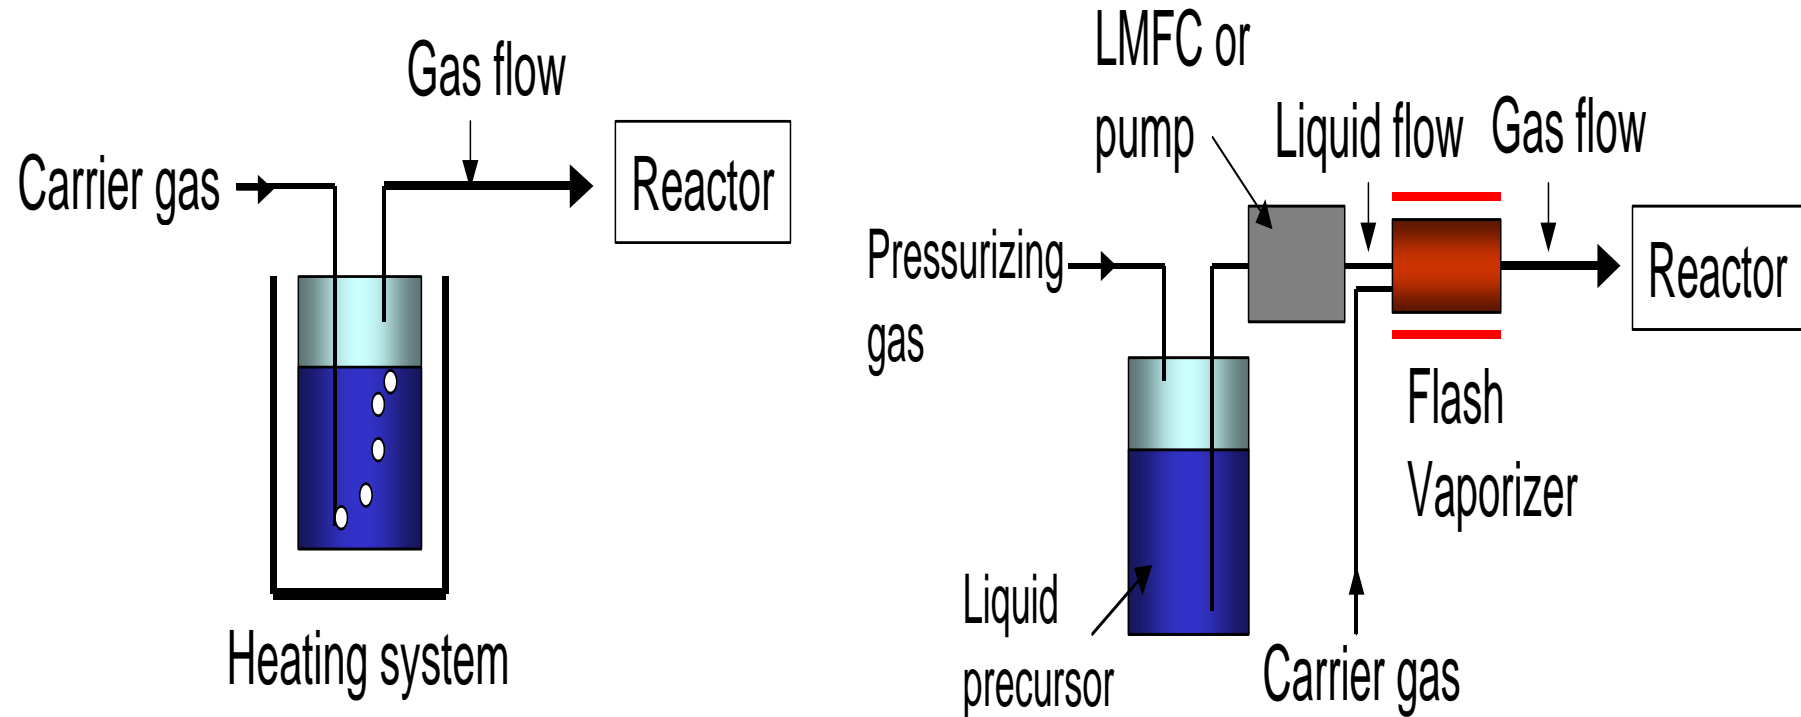 Gas flow
Carrier gas
Reactor
Heating system
LMFC or
pump
Liquid flow
Gas flow
Pressurizing
gas
Reactor
Flash
Vaporizer
Liquid
precursor
Carrier gas